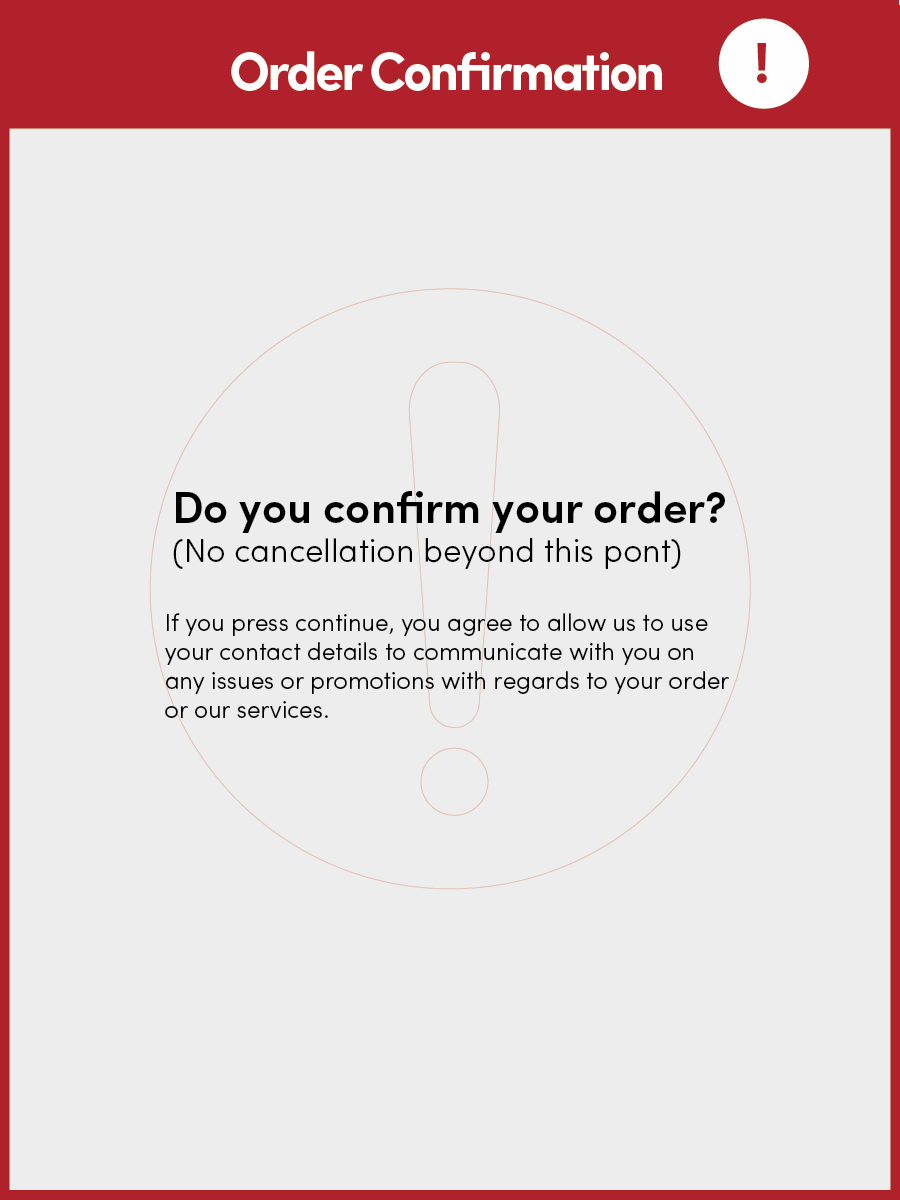 Order Confirmation
!
Do you confirm your order?
(No cancellation beyond this pont)
If you press continue, you agree to allow us to use
your contact details to communicate with you on
any issues or promotions with regards to your order
or our services.